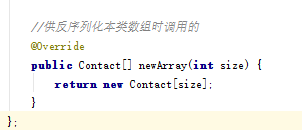 //供反序列化本类数组时调用的
@Override
public Contact[] newArray(int size) {
return new Contact[size];
}
};